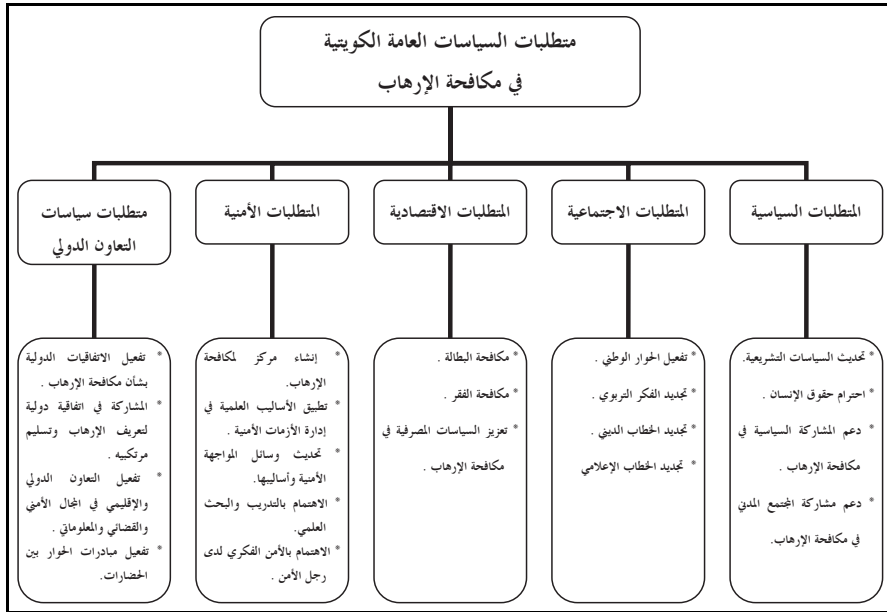 متطلبات السياسات العامة الكويتية
في مكافحة الإرهاب
المتطلبات السياسية
المتطلبات الاجتماعية
المتطلبات الاقتصادية
المتطلبات الأمنية
متطلبات سياسات
التعاون الدولي
* تحديث السياسات التشريعية.
* احترام حقوق الإنسان .
* دعم المشاركة السياسية في
مكافحة الإرهاب .
* دعم مشاركة المجتمع المدني
في مكافحة الإرهاب.
* تفعيل الحوار الوطني .
* تجديد الفكر التربوي .
* تجديد الخطاب الديني .
* تجديد الخطاب الإعلامي
* مكافحة البطالة .
* مكافحة الفقر .
* تعزيز السياسات المصرفية في
مكافحة الإرهاب .
* إنشاء مركز لمكافحة
الإرهاب.
* تطبيق الأساليب العلمية في
إدارة الأزمات الأمنية .
* تحديث وسائل المواجهة
الأمنية وأساليبها.
* الاهتمام بالتدريب والبحث
العلمي.
* الاهتمام بالأمن الفكري لدى
رجل الأمن .
* تفعيل الاتفاقيات الدولية
بشأن مكافحة الإرهاب .
* المشاركة في اتفاقية دولية
لتعريف الإرهاب وتسليم
مرتكبيه .
* تفعيل التعاون الدولي
والإقليمي في المجال الأمني
والقضائي والمعلوماتي .
* تفعيل مبادرات الحوار بين
الحضارات.